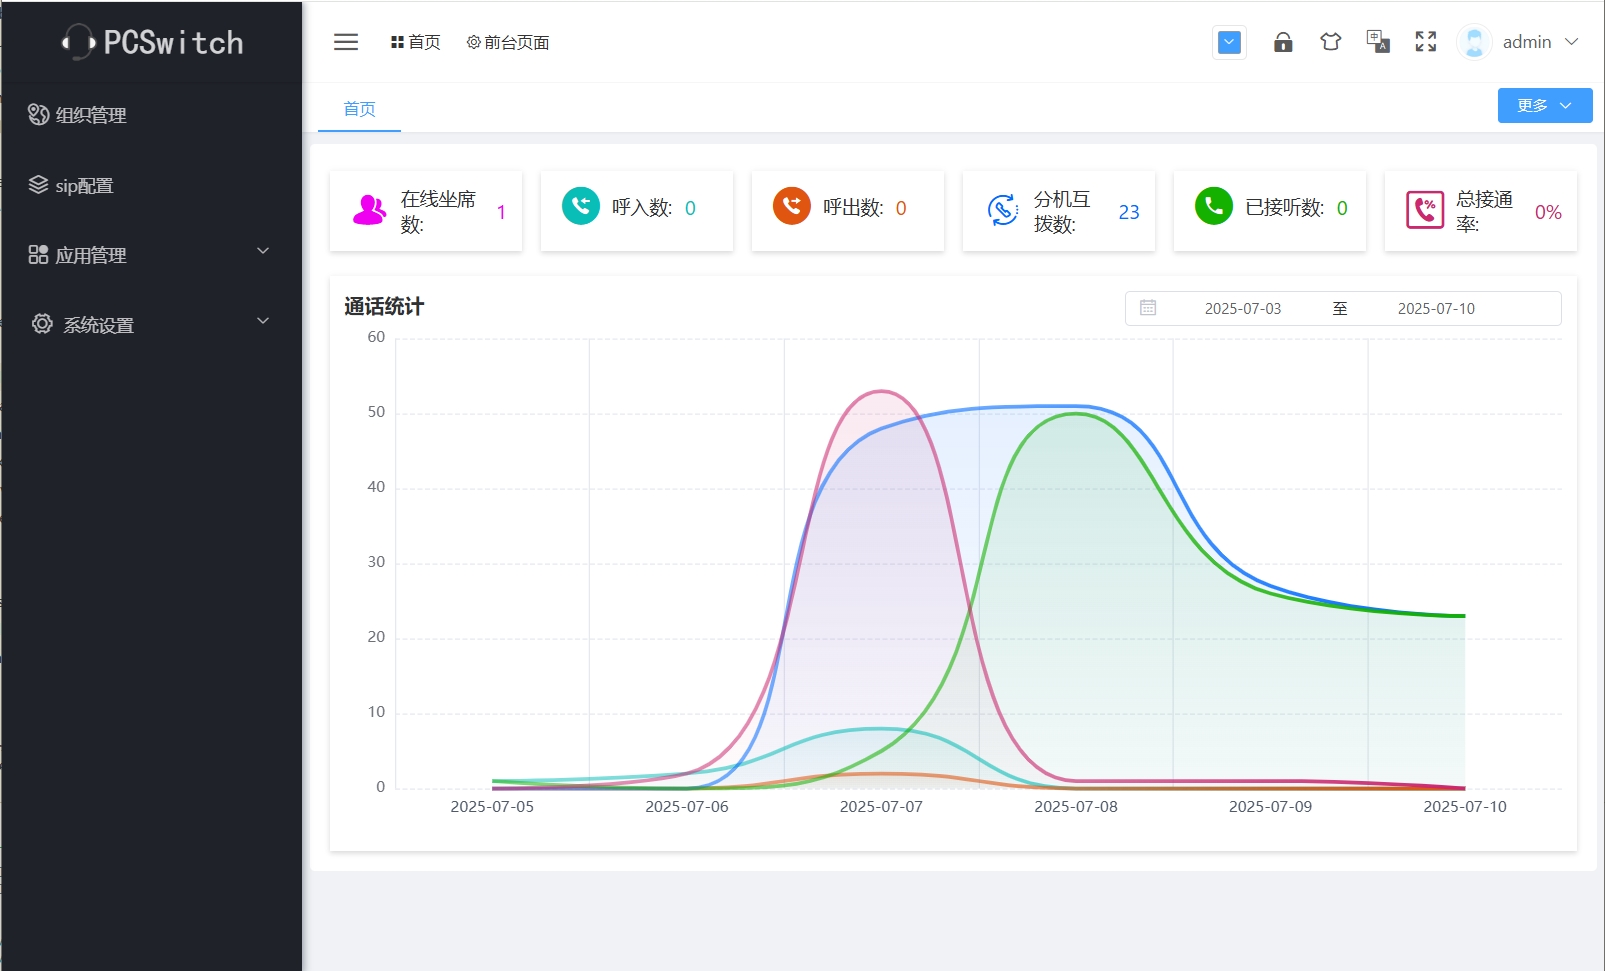 PCSwitch
首页
前台页面
admin
组织管理
sip配置
应用管理
系统设置
首页
更多
在线坐席
数:
1
呼入数: 0
呼出数: 0
分机互
拨数:
23
已接听数: 0
总接通
率:
0%
通话统计
2025-07-03 至 2025-07-10
60
50
40
30
20
10
0
2025-07-05
2025-07-06
2025-07-07
2025-07-08
2025-07-09
2025-07-10